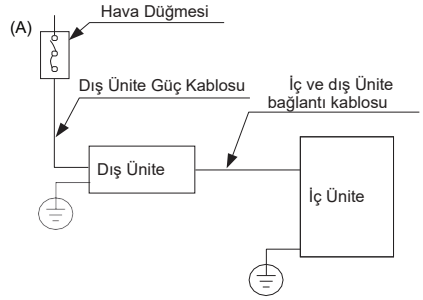 (A)
Hava Düğmesi
Dış Ünite Güç Kablosu
İç ve dış Ünite
bağlantı kablosu
Dış Ünite
İç Ünite